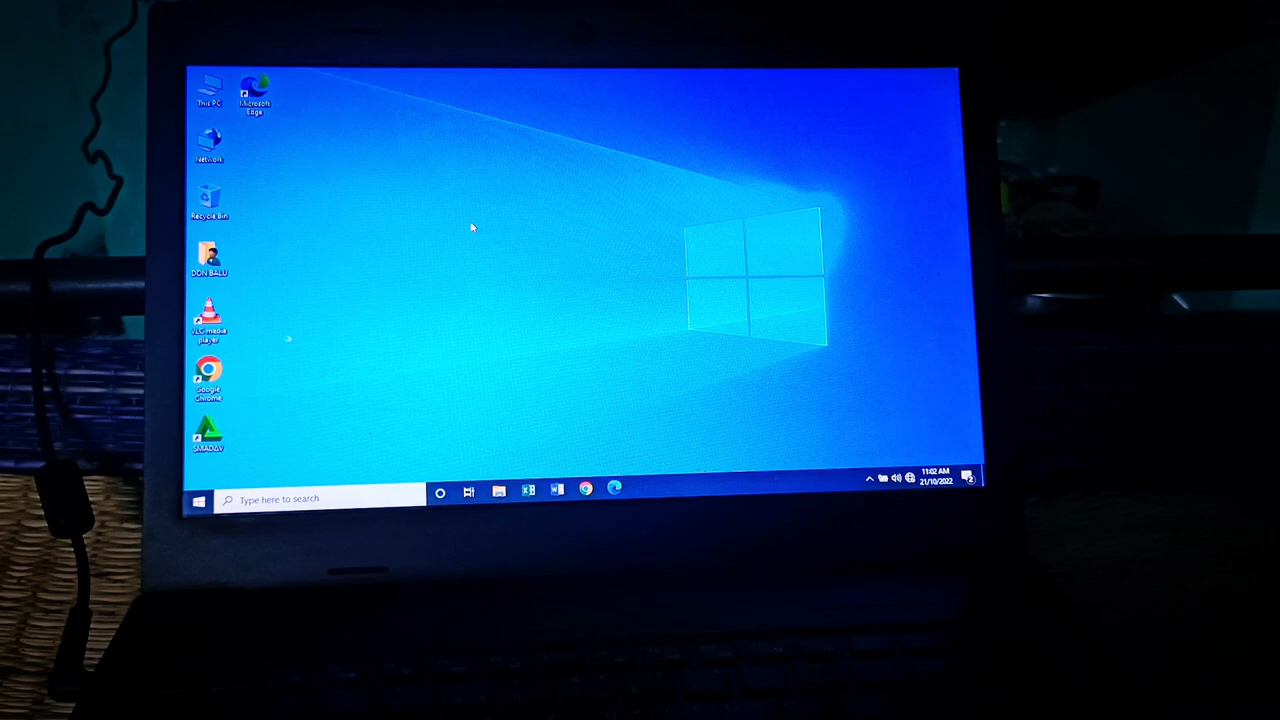 This PC
Microsoft
Edge
Network
Recycle Bin
DON BALU
VLC media
player
Google
Chrome
SMADAV
Type here to search
11:02 AM
21/10/2022
2